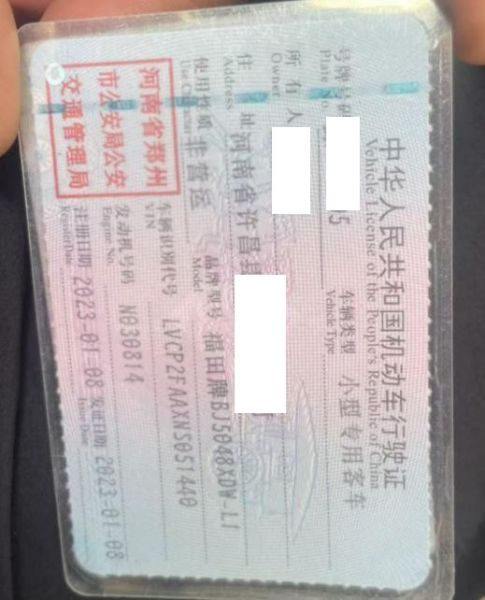 中华人民共和国机动车行驶证
Vehicle License of the People's Republic of China
号牌号码 5 车辆类型 小型专用客车
Plate No. Vehicle Type
所有人
Owner
住址 河南省许昌县
Address
使用性质 非营运 品牌型号 福田牌BJ5048XDW-L1
Use Character Model
河南省郑州
市公安局公安
交通管理局
车辆识别代号 LVCP2FAAXNS051440
VIN
发动机号码 N030814
Engine No.
注册日期 2023-01-08 发证日期 2023-01-08
Register Date Issue Date